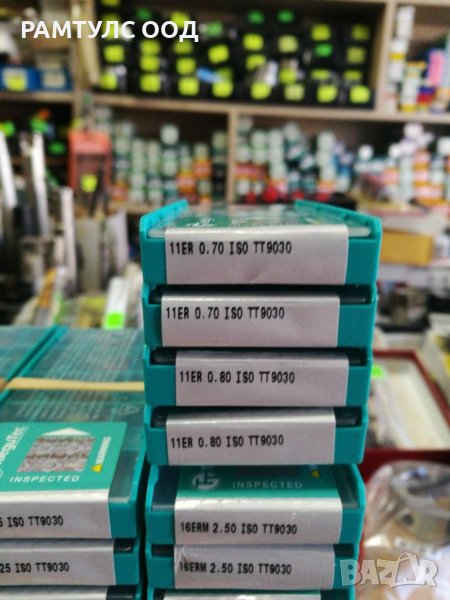 РАМТУЛС ООД
11ER 0.70 ISO TT9030
11ER 0.70 ISO TT9030
11ER 0.80 ISO TT9030
11ER 0.80 ISO TT9030
INSPECTED
INSPECTED
5 ISO TT9030
16ERM 2.50 ISO TT9030
25 ISO TT9030
16ERM 2.50 ISO TT9030
BAZAR